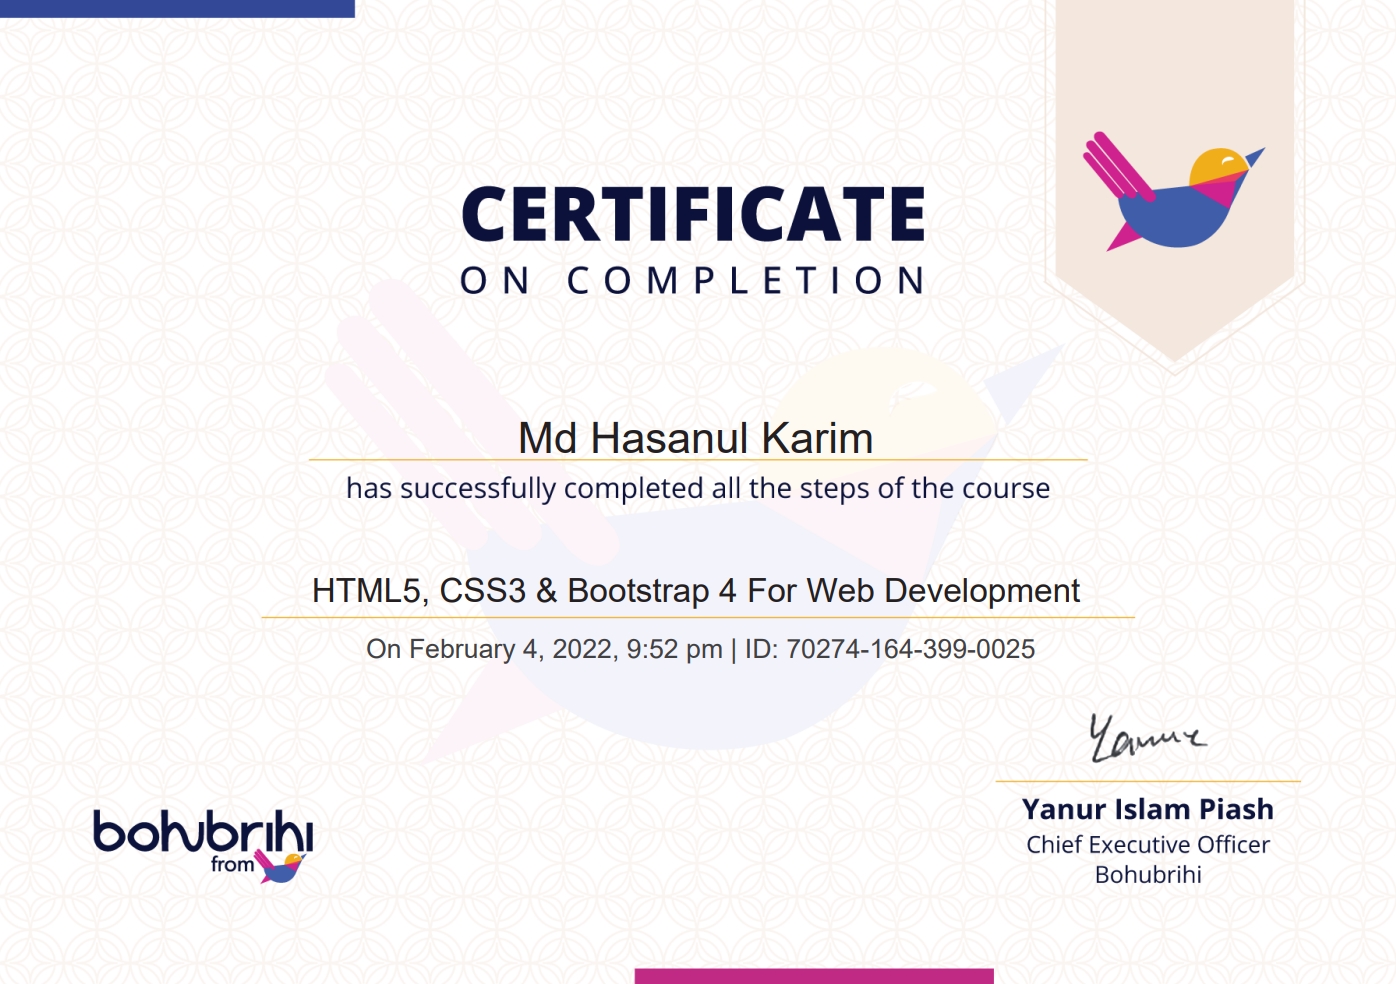 CERTIFICATE
ON COMPLETION
Md Hasanul Karim
has successfully completed all the steps of the course
HTML5, CSS3 & Bootstrap 4 For Web Development
On February 4, 2022, 9:52 pm | ID: 70274-164-399-0025
Yanur
Yanur Islam Piash
Chief Executive Officer
Bohubrihi
bohubrihi
from